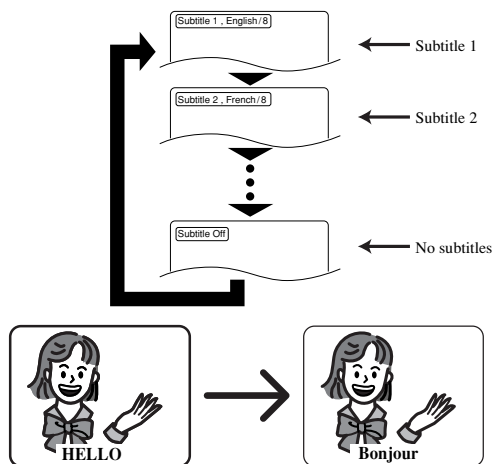 Subtitle 1 , English/8
Subtitle 1
Subtitle 2 , French/8
Subtitle 2
Subtitle Off
No subtitles
HELLO
Bonjour